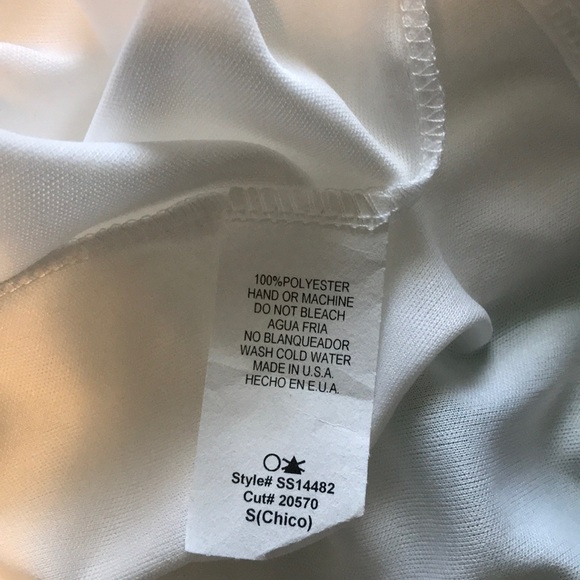 100%POLYESTER
HAND OR MACHINE
DO NOT BLEACH
AGUA FRIA
NO BLANQUEADOR
WASH COLD WATER
MADE IN U.S.A.
HECHO EN E.U.A.
Style# SS14482
Cut# 20570
S(Chico)